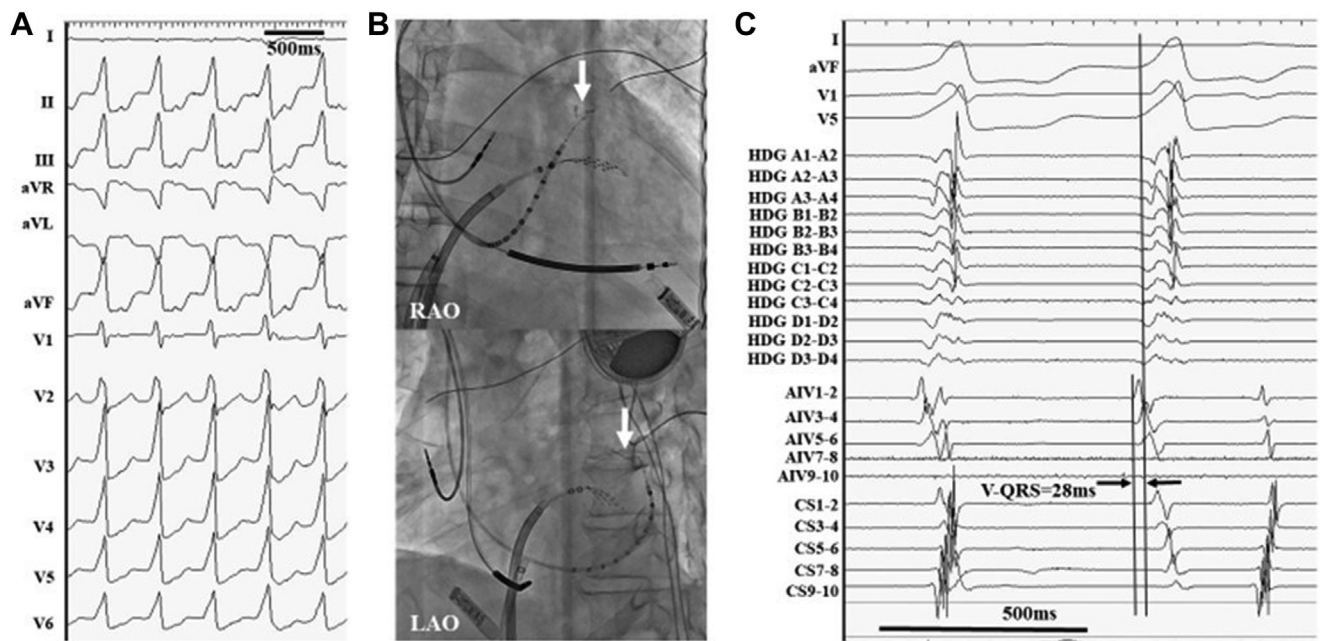 A
I
500ms
II
III
aVR
aVL
aVF
V1
V2
V3
V4
V5
V6
B
RAO
LAO
C
I
aVF
V1
V5
HDG A1-A2
HDG A2-A3
HDG A3-A4
HDG B1-B2
HDG B2-B3
HDG B3-B4
HDG C1-C2
HDG C2-C3
HDG C3-C4
HDG D1-D2
HDG D2-D3
HDG D3-D4
AIV1-2
AIV3-4
AIV5-6
AIV7-8
AIV9-10
V-QRS=28ms
CS1-2
CS3-4
CS5-6
CS7-8
CS9-10
500ms